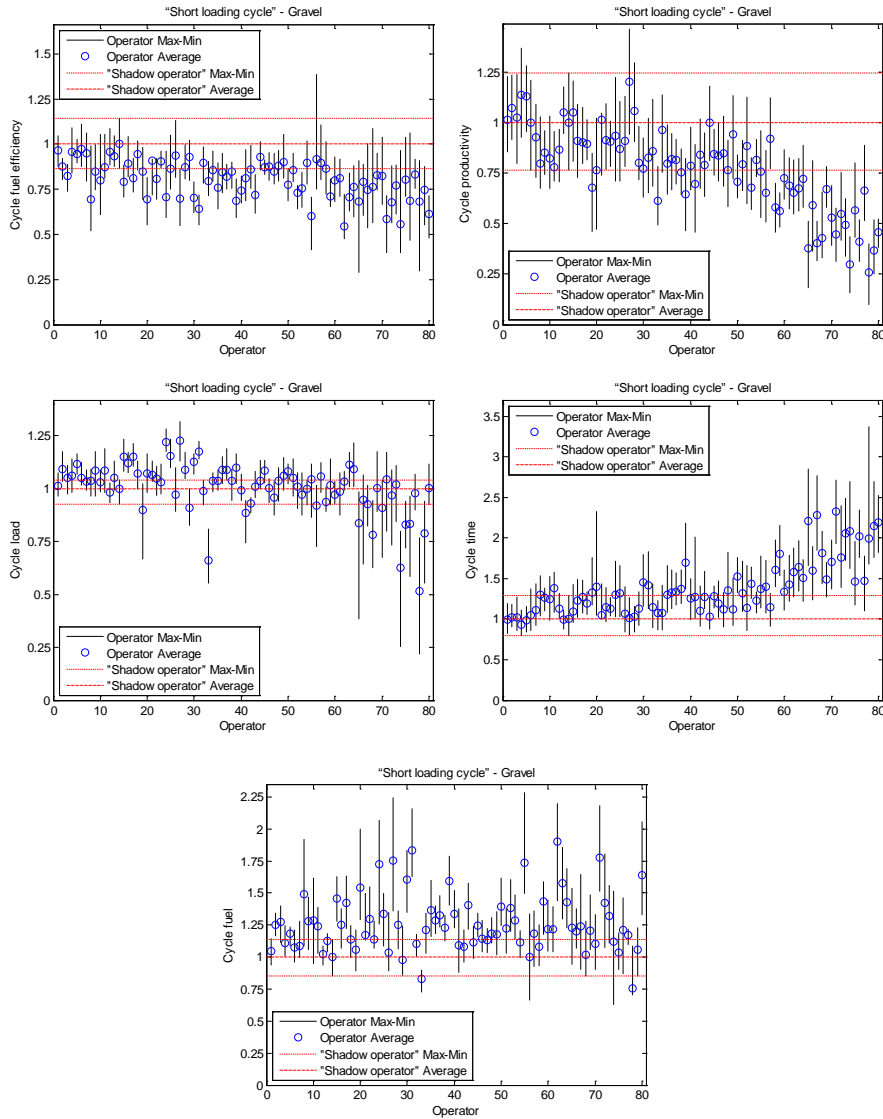 “Short loading cycle” - Gravel
Cycle fuel efficiency
1.5
1.25
1
0.75
0.5
0.25
0
0 10 20 30 40 50 60 70 80
Operator
Operator Max-Min
Operator Average
"Shadow operator" Max-Min
"Shadow operator" Average
“Short loading cycle” - Gravel
Cycle productivity
1.25
1
0.75
0.5
0.25
0
0 10 20 30 40 50 60 70 80
Operator
Operator Max-Min
Operator Average
"Shadow operator" Max-Min
"Shadow operator" Average
“Short loading cycle” - Gravel
Cycle load
1.25
1
0.75
0.5
0.25
0
0 10 20 30 40 50 60 70 80
Operator
Operator Max-Min
Operator Average
"Shadow operator" Max-Min
"Shadow operator" Average
“Short loading cycle” - Gravel
Cycle time
3.5
3
2.5
2
1.5
1
0.5
0
0 10 20 30 40 50 60 70 80
Operator
Operator Max-Min
Operator Average
"Shadow operator" Max-Min
"Shadow operator" Average
“Short loading cycle” - Gravel
Cycle fuel
2.25
2
1.75
1.5
1.25
1
0.75
0.5
0.25
0
0 10 20 30 40 50 60 70 80
Operator
Operator Max-Min
Operator Average
"Shadow operator" Max-Min
"Shadow operator" Average